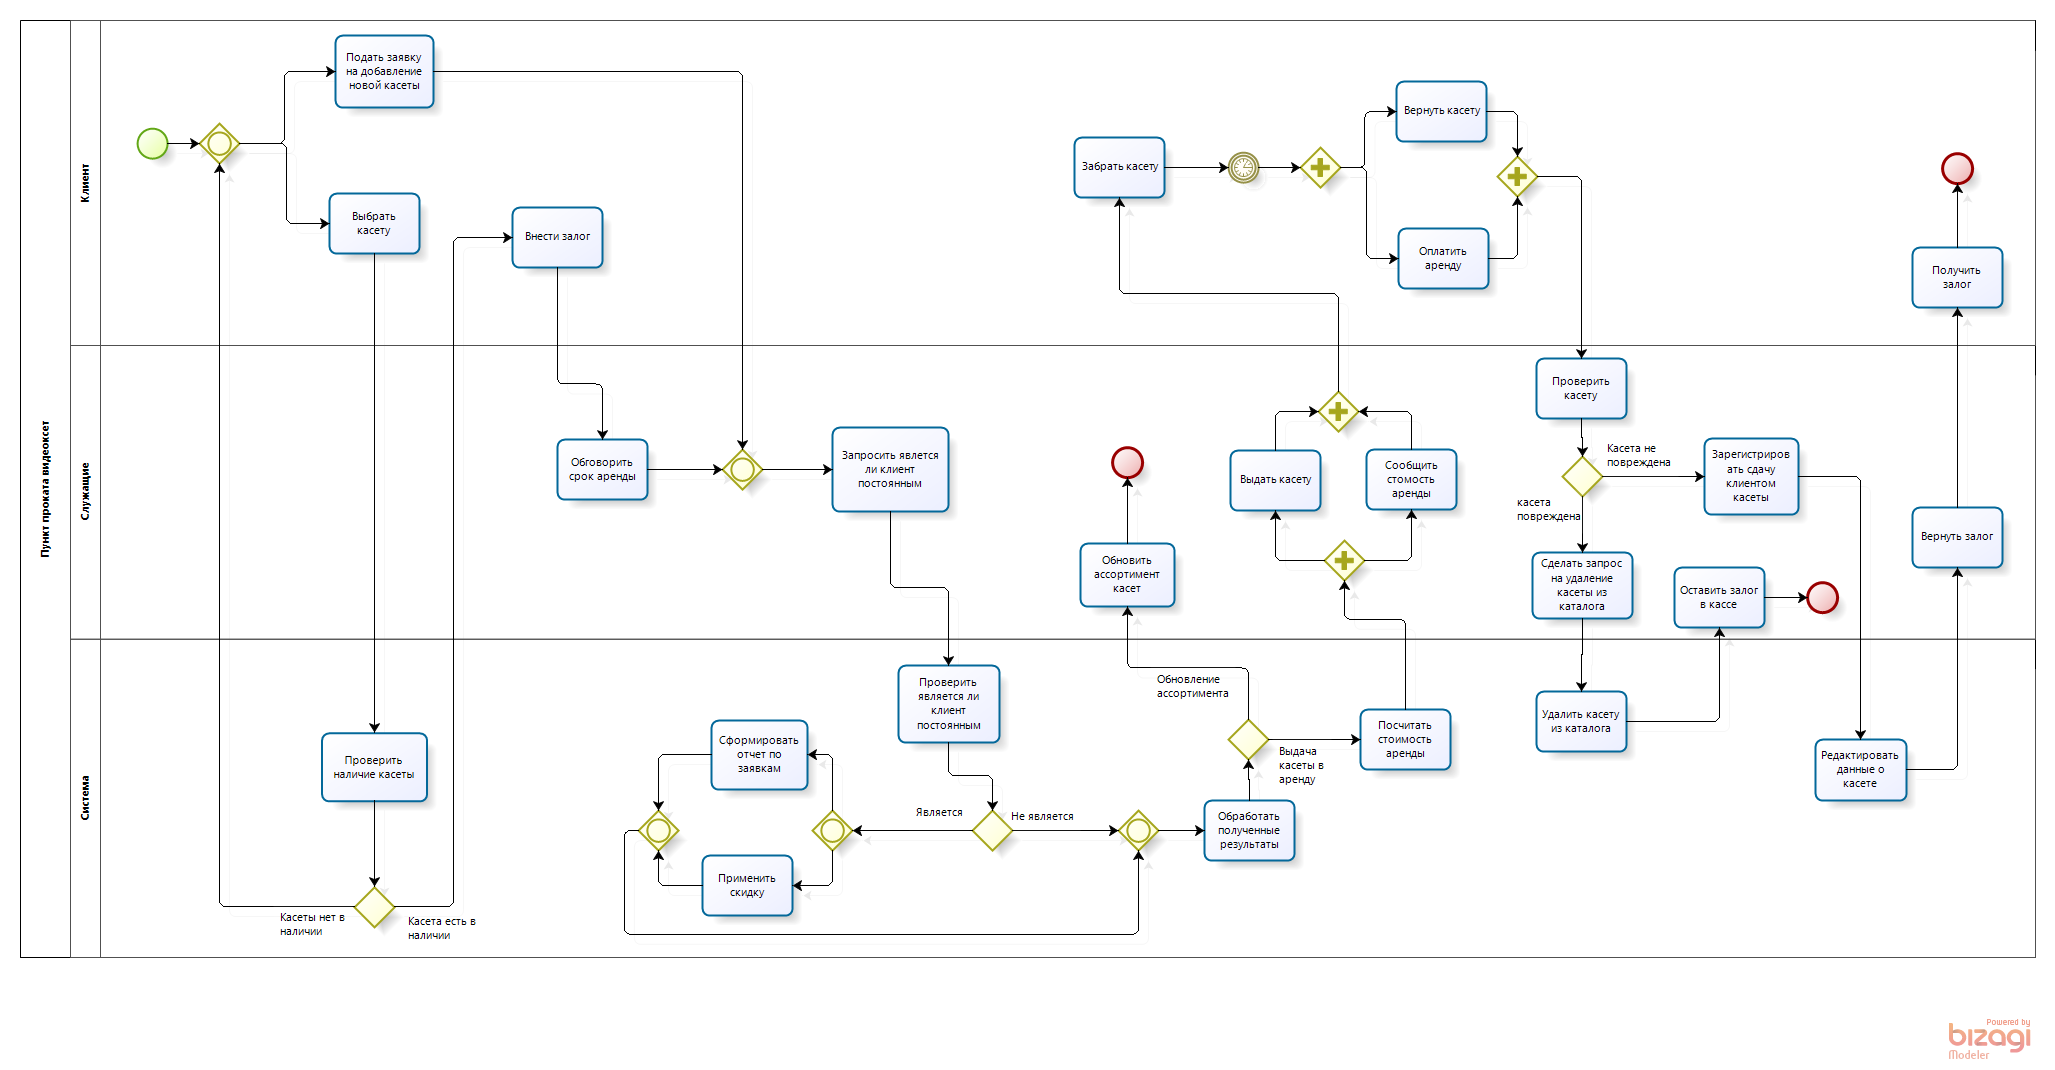 Пункт проката видеоксет
Клиент
Подать заявку
на добавление
новой касеты
Выбрать
касету
Внести залог
Забрать касету
Вернуть касету
Оплатить
аренду
Получить
залог
Служащие
Обговорить
срок аренды
Запросить явлется
ли клиент
постоянным
Обновить
ассортимент
касет
Выдать касету
Сообщить
стомость
аренды
Проверить
касету
Касета не
повреждена
касета
повреждена
Зарегистриров
ать сдачу
клиентом
касеты
Сделать запрос
на удаление
касеты из
каталога
Оставить залог
в кассе
Вернуть залог
Система
Проверить
наличие касеты
Касеты нет в
наличии
Касета есть в
наличии
Сформировать
отчет по
заявкам
Применить
скидку
Проверить
является ли
клиент
постоянным
Является
Не является
Обработать
полученные
результаты
Обновление
ассортимента
Выдача
касеты в
аренду
Посчитать
стоимость
аренды
Удалить касету
из каталога
Редактировать
данные о
касете
Powered by
bizagi
Modeler